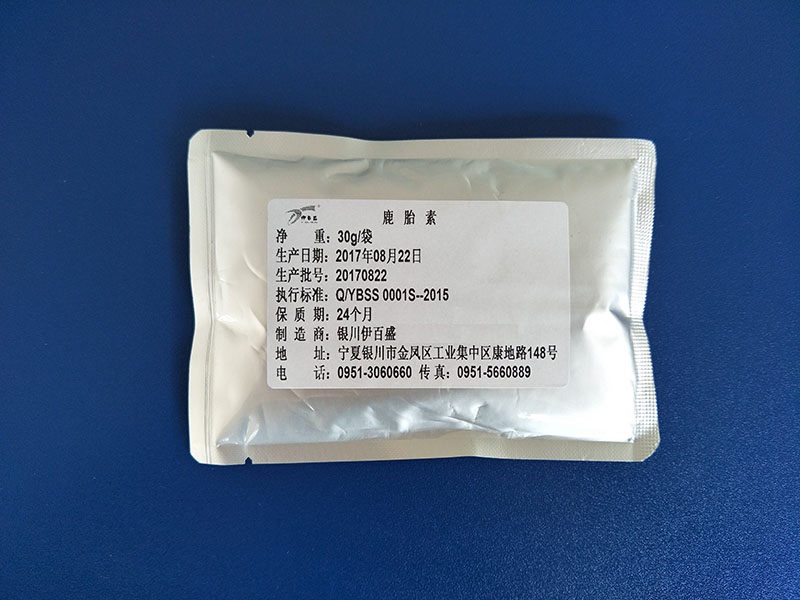 鹿胎素
净 重：30g/袋
生产日期：2017年08月22日
生产批号：20170822
执行标准：Q/YBSS 0001S--2015
保 质 期：24个月
制 造 商：银川伊百盛
地 址：宁夏银川市金凤区工业集中区康地路148号
电 话：0951-3060660 传真：0951-5660889